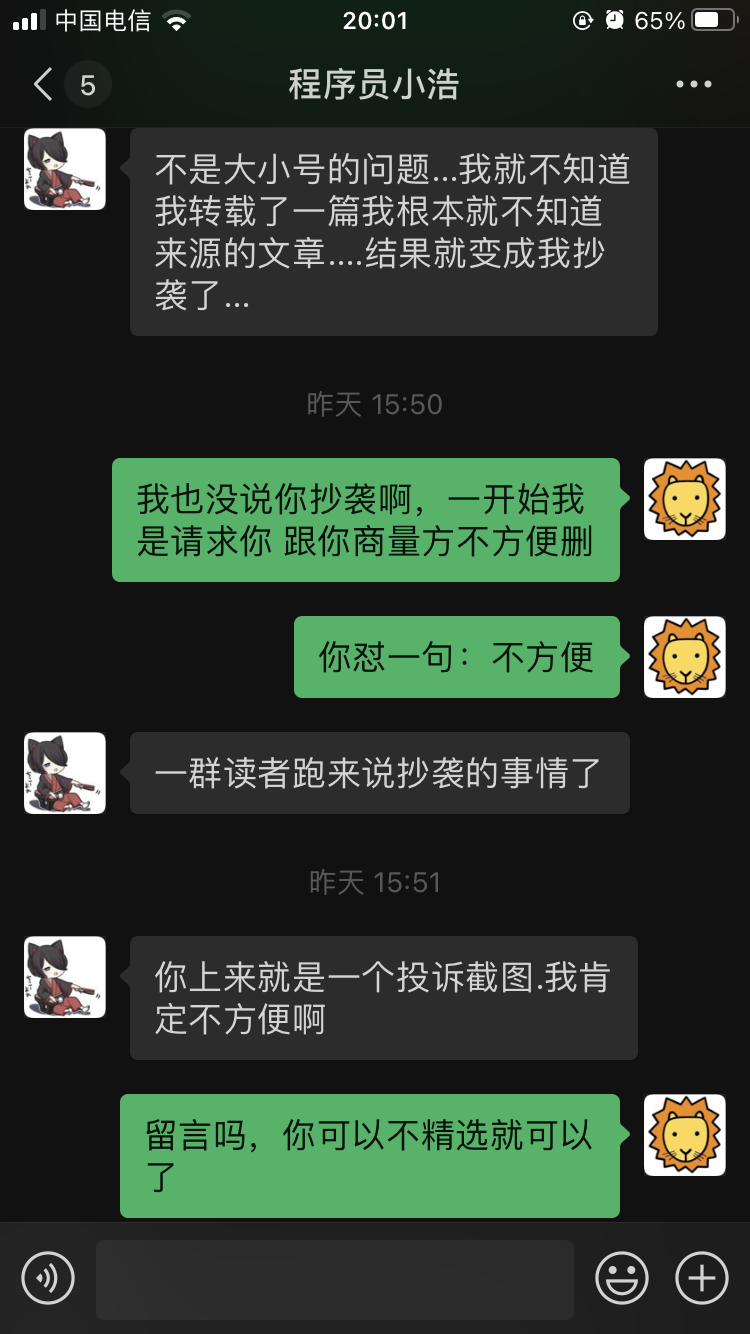 中国电信
20:01
65%
5
程序员小浩
不是大小号的问题...我就不知道
我转载了一篇我根本就不知道
来源的文章....结果就变成我抄
袭了...
昨天 15:50
我也没说你抄袭啊，一开始我
是请求你 跟你商量方不方便删
你怼一句：不方便
一群读者跑来说抄袭的事情了
昨天 15:51
你上来就是一个投诉截图.我肯
定不方便啊
留言吗，你可以不精选就可以
了